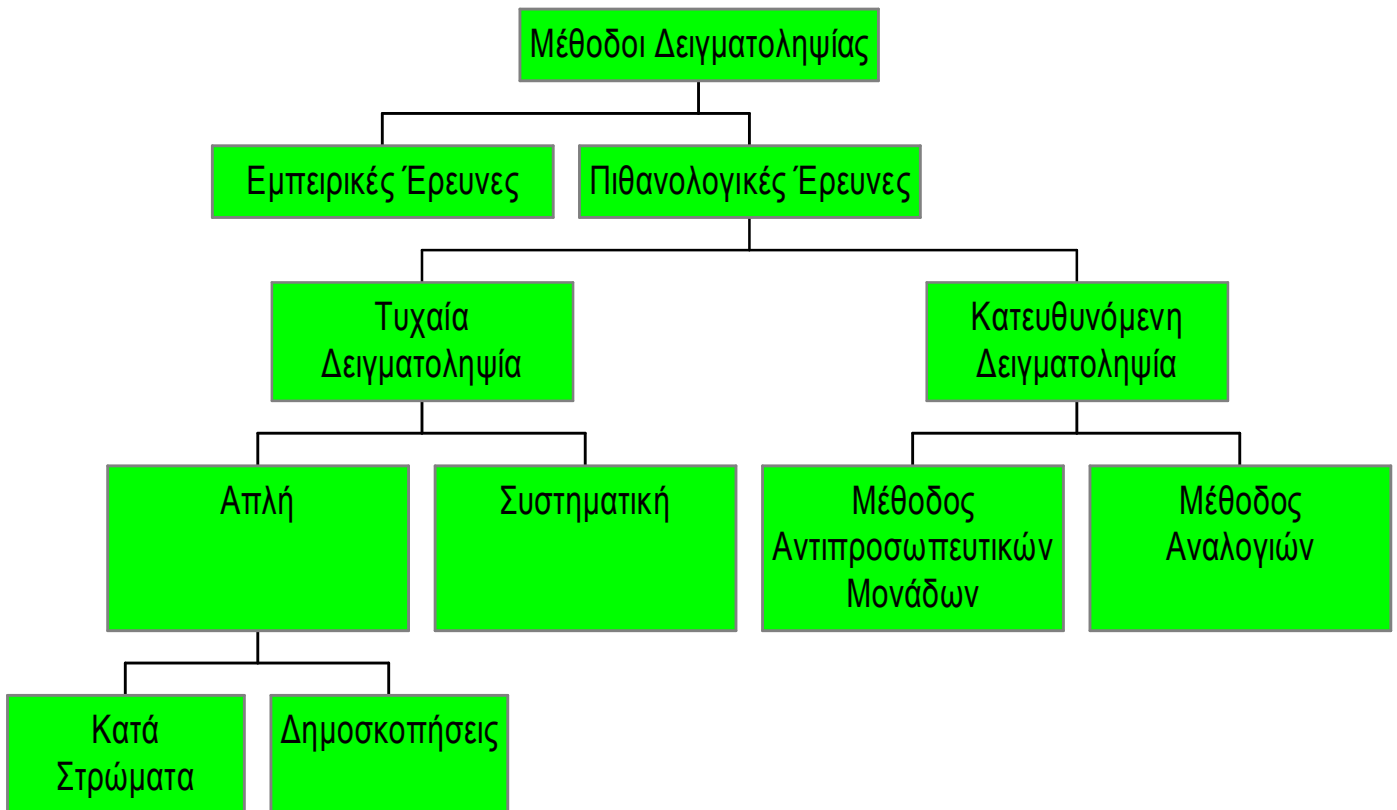 Μέθοδοι Δειγματοληψίας
Εμπειρικές Έρευνες
Πιθανολογικές Έρευνες
Τυχαία
Δειγματοληψία
Κατευθυνόμενη
Δειγματοληψία
Απλή
Συστηματική
Μέθοδος
Αντιπροσωπευτικών
Μονάδων
Μέθοδος
Αναλογιών
Κατά
Στρώματα
Δημοσκοπήσεις